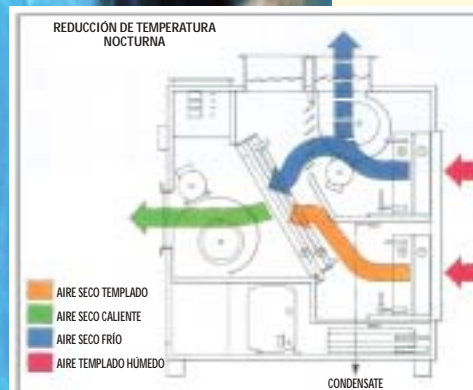 REDUCCIÓN DE TEMPERATURA
NOCTURNA
AIRE SECO TEMPLADO
AIRE SECO CALIENTE
AIRE SECO FRÍO
AIRE TEMPLADO HÚMEDO
CONDENSATE